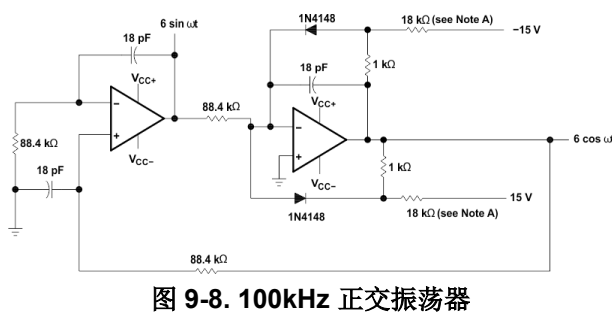 6 sin ωt
18 pF
VCC+
VCC−
88.4 kΩ
18 pF
88.4 kΩ
1N4148
18 kΩ (see Note A)
−15 V
1 kΩ
18 pF
VCC+
VCC−
6 cos ω
1 kΩ
15 V
1N4148
18 kΩ (see Note A)
88.4 kΩ
图 9-8. 100kHz 正交振荡器